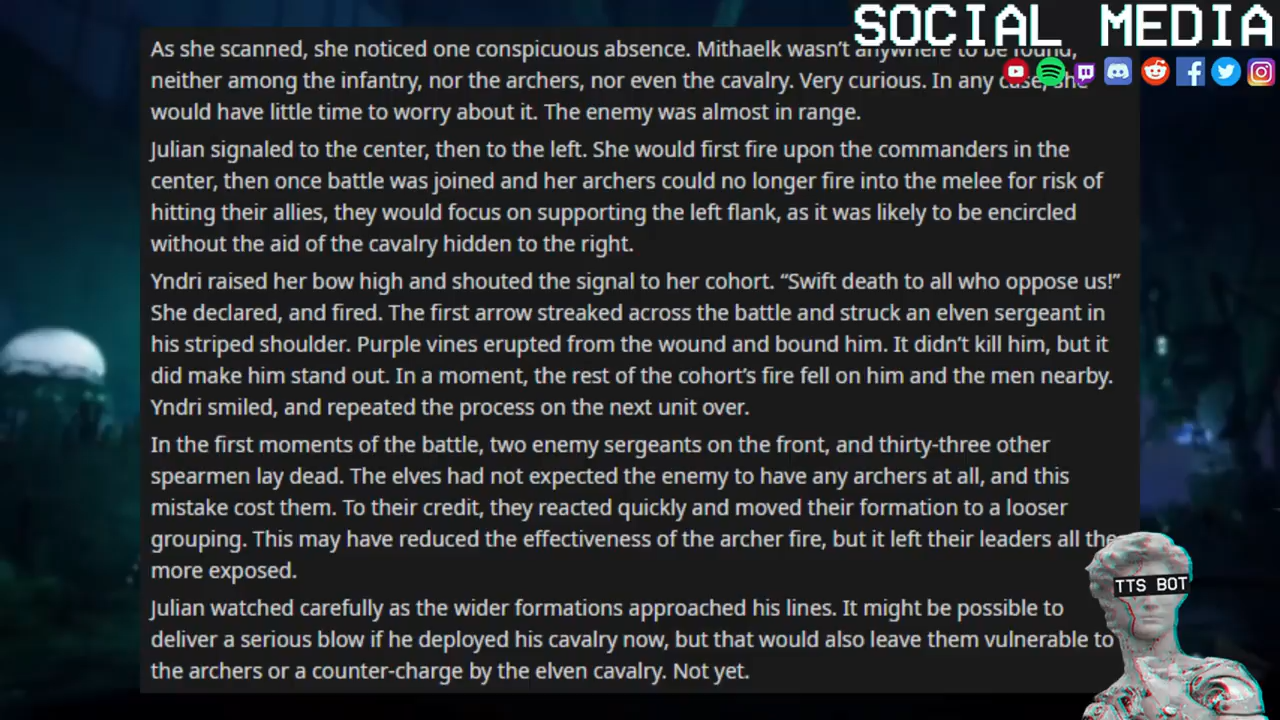 SOCIAL MEDIA
As she scanned, she noticed one conspicuous absence. Mithaelk wasn't anywhere to be found,
neither among the infantry, nor the archers, nor even the cavalry. Very curious. In any case, she
would have little time to worry about it. The enemy was almost in range.
Julian signaled to the center, then to the left. She would first fire upon the commanders in the
center, then once battle was joined and her archers could no longer fire into the melee for risk of
hitting their allies, they would focus on supporting the left flank, as it was likely to be encircled
without the aid of the cavalry hidden to the right.
Yndri raised her bow high and shouted the signal to her cohort. “Swift death to all who oppose us!”
She declared, and fired. The first arrow streaked across the battle and struck an elven sergeant in
his striped shoulder. Purple vines erupted from the wound and bound him. It didn’t kill him, but it
did make him stand out. In a moment, the rest of the cohort’s fire fell on him and the men nearby.
Yndri smiled, and repeated the process on the next unit over.
In the first moments of the battle, two enemy sergeants on the front, and thirty-three other
spearmen lay dead. The elves had not expected the enemy to have any archers at all, and this
mistake cost them. To their credit, they reacted quickly and moved their formation to a looser
grouping. This may have reduced the effectiveness of the archer fire, but it left their leaders all the
more exposed.
Julian watched carefully as the wider formations approached his lines. It might be possible to
deliver a serious blow if he deployed his cavalry now, but that would also leave them vulnerable to
the archers or a counter-charge by the elven cavalry. Not yet.
TTS BOT